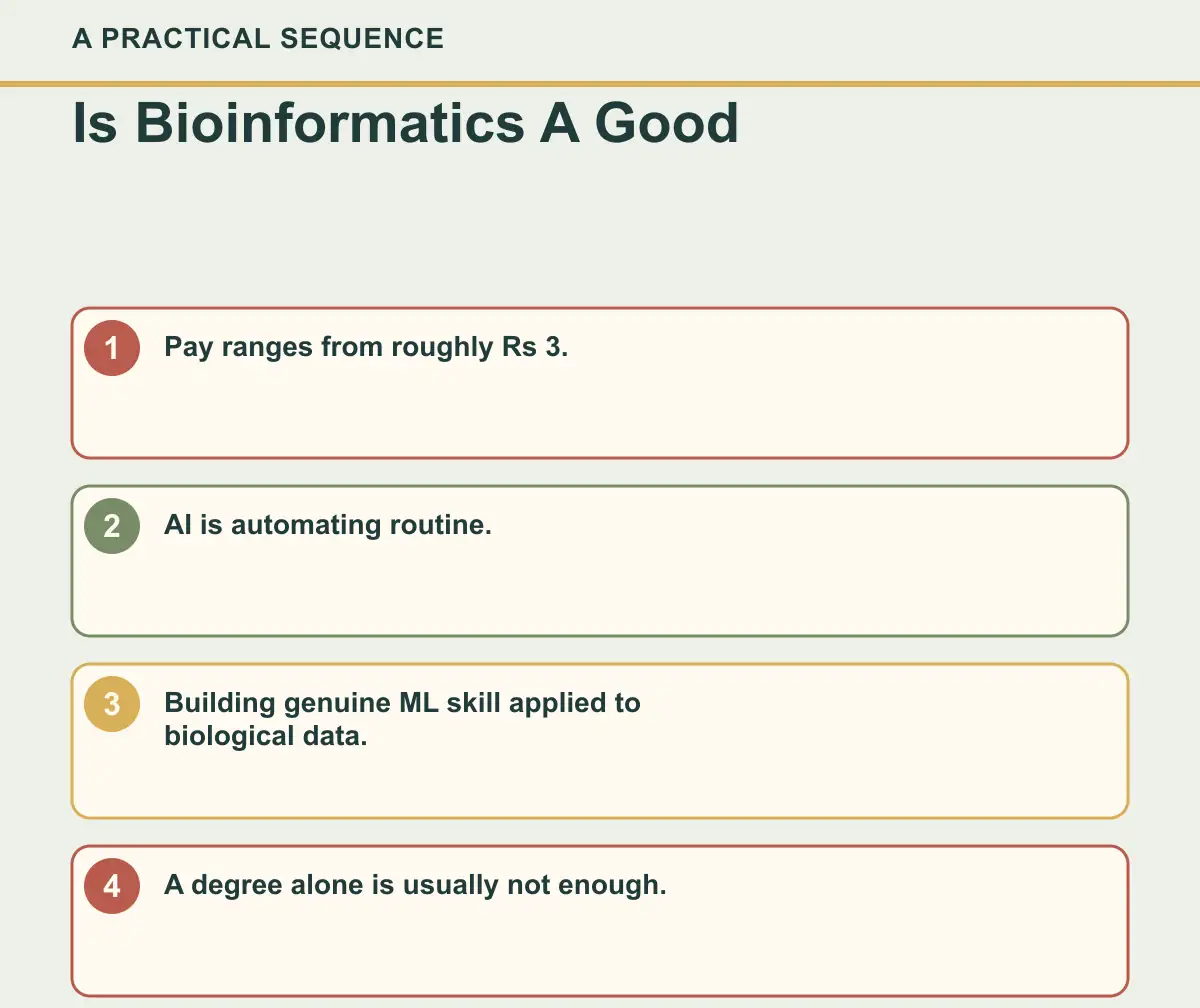 A PRACTICAL SEQUENCE
Is Bioinformatics A Good
1
Pay ranges from roughly Rs 3.
2
AI is automating routine.
3
Building genuine ML skill applied to
biological data.
4
A degree alone is usually not enough.